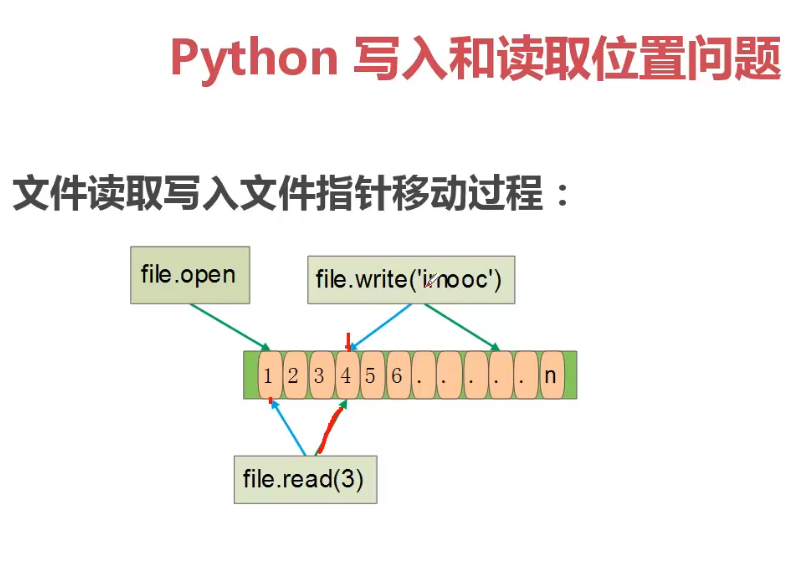 Python 写入和读取位置问题
文件读取写入文件指针移动过程：
file.open
file.write('imooc')
1 2 3 4 5 6 . . . . . n
file.read(3)